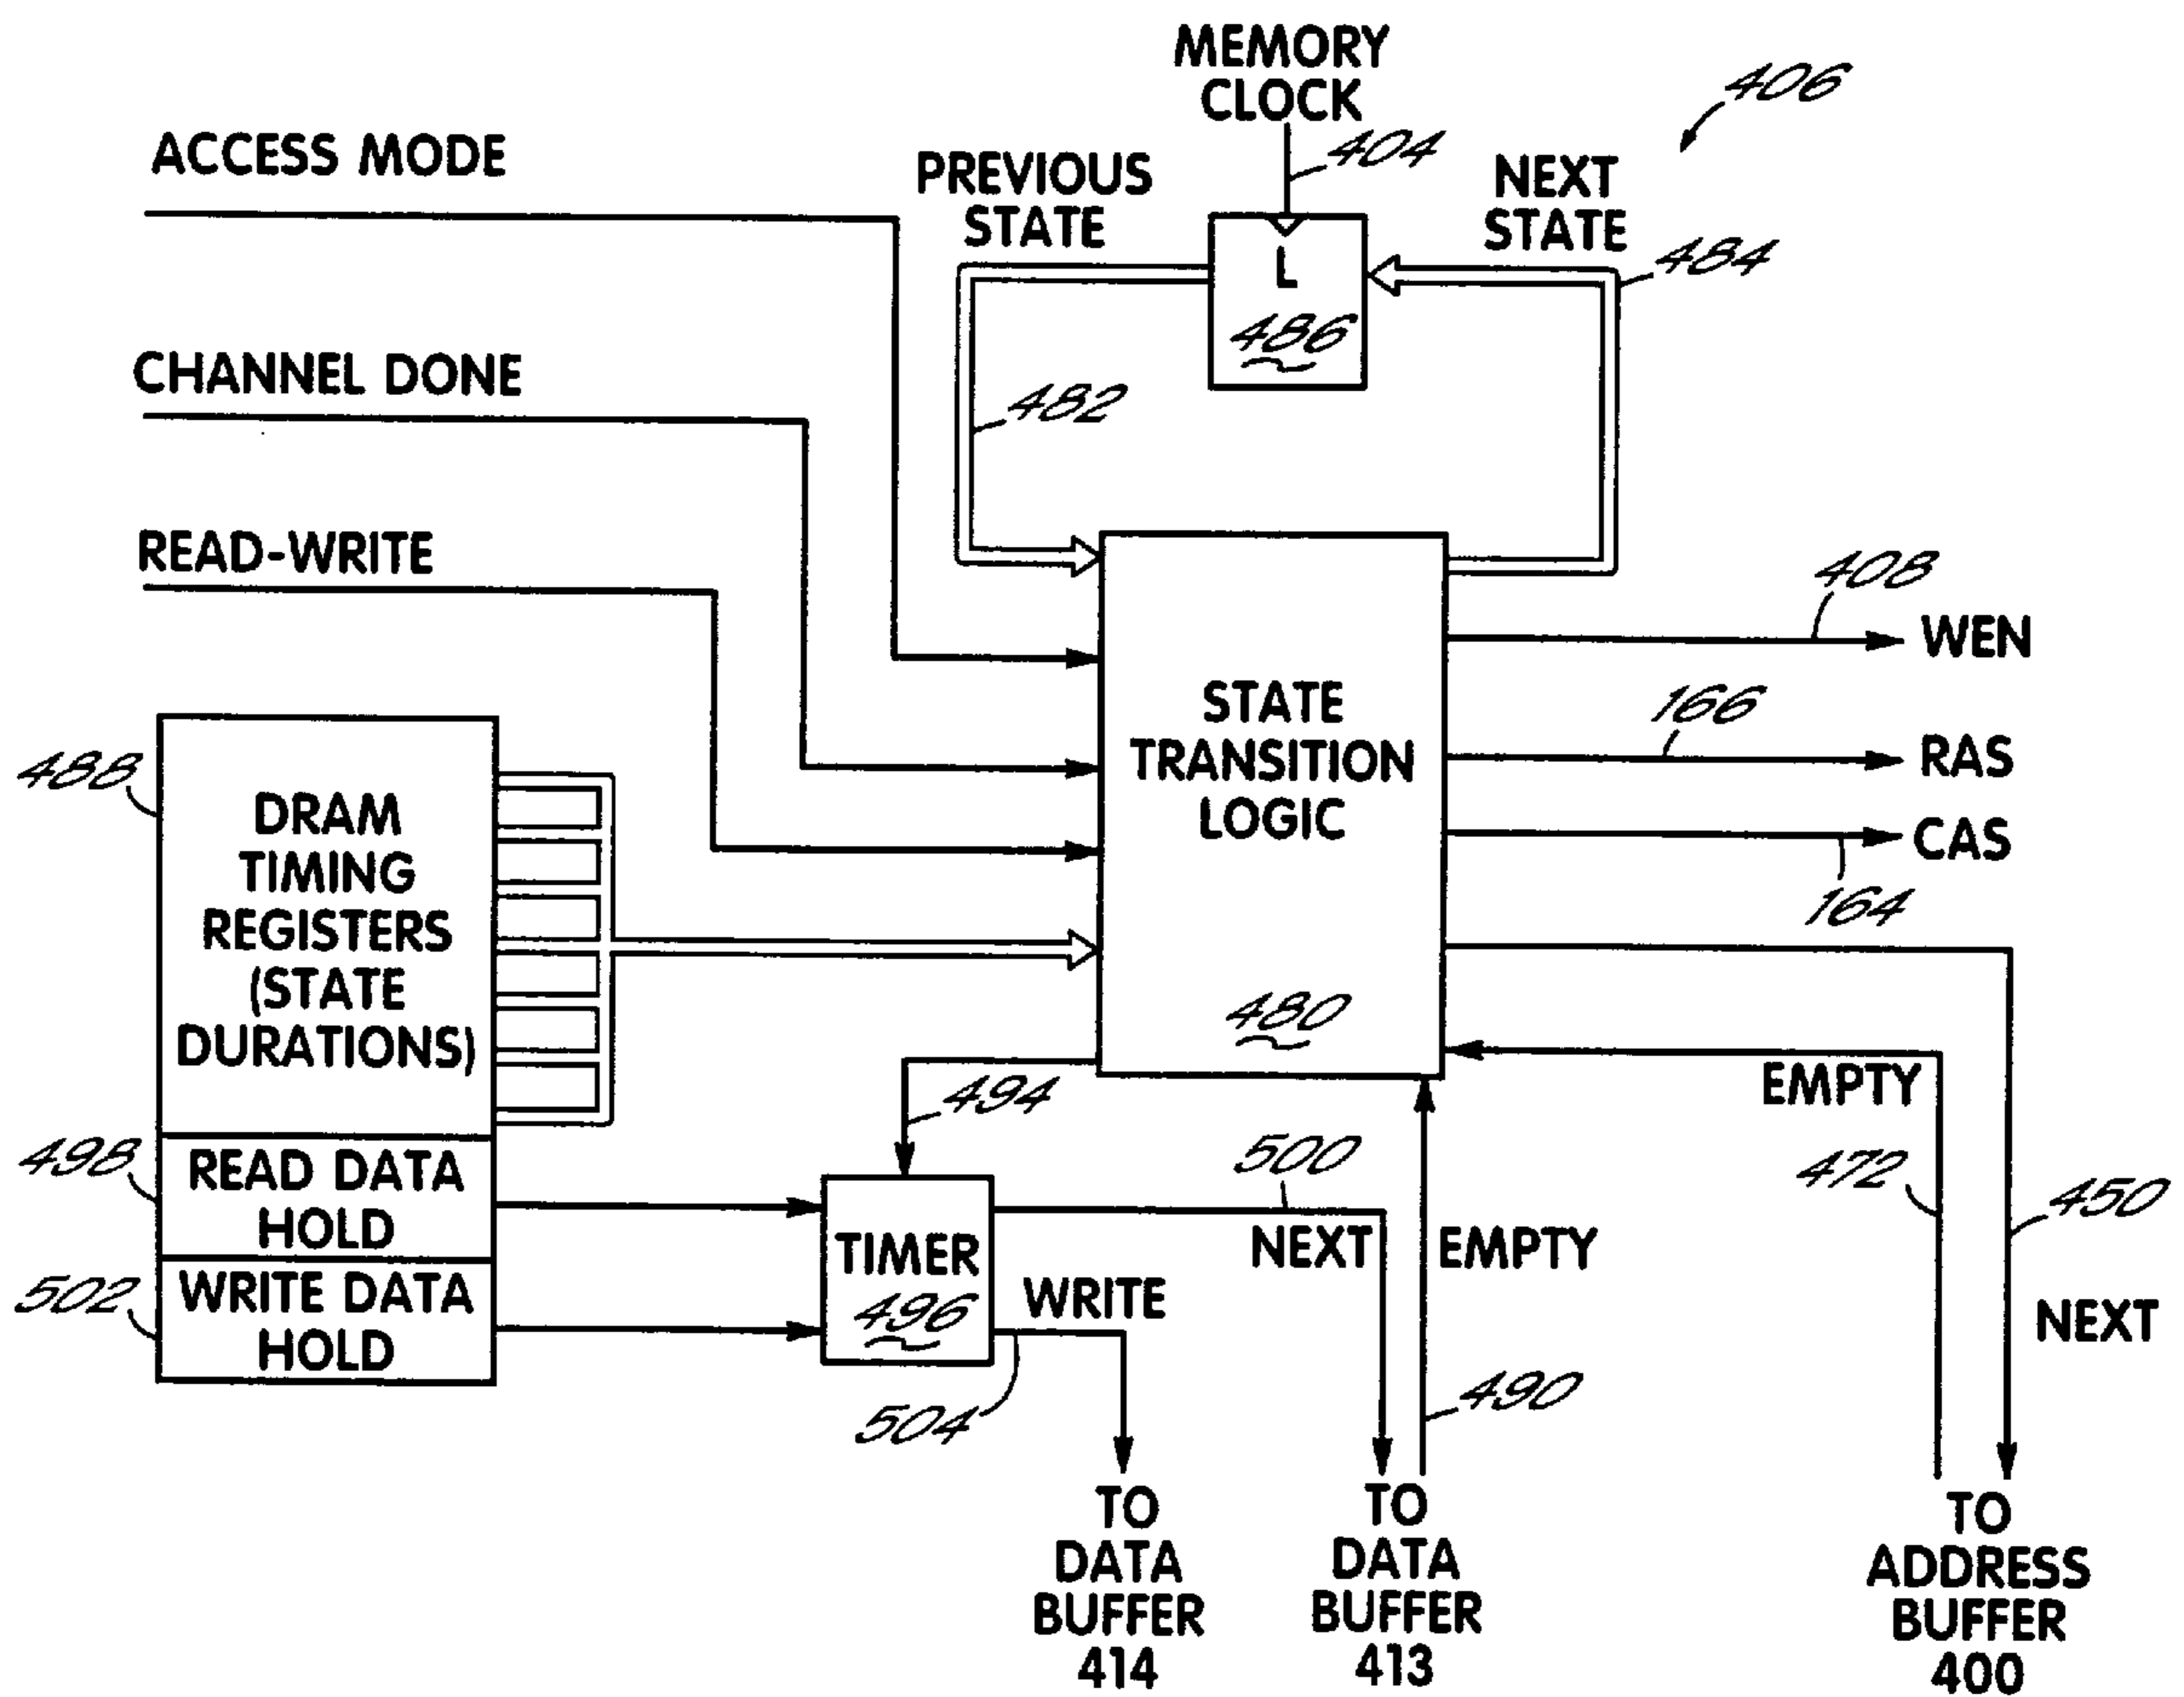 MEMORY
CLOCK
406
ACCESS MODE
404
PREVIOUS
STATE
NEXT
STATE
L
484
486
CHANNEL DONE
482
READ-WRITE
408
WEN
STATE
TRANSITION
LOGIC
166
RAS
488
DRAM
TIMING
REGISTERS
(STATE
DURATIONS)
CAS
164
480
EMPTY
494
498
READ DATA
HOLD
500
472
450
TIMER
496
NEXT
EMPTY
502
WRITE DATA
HOLD
WRITE
NEXT
504
490
TO
DATA
BUFFER
414
TO
DATA
BUFFER
413
TO
ADDRESS
BUFFER
400